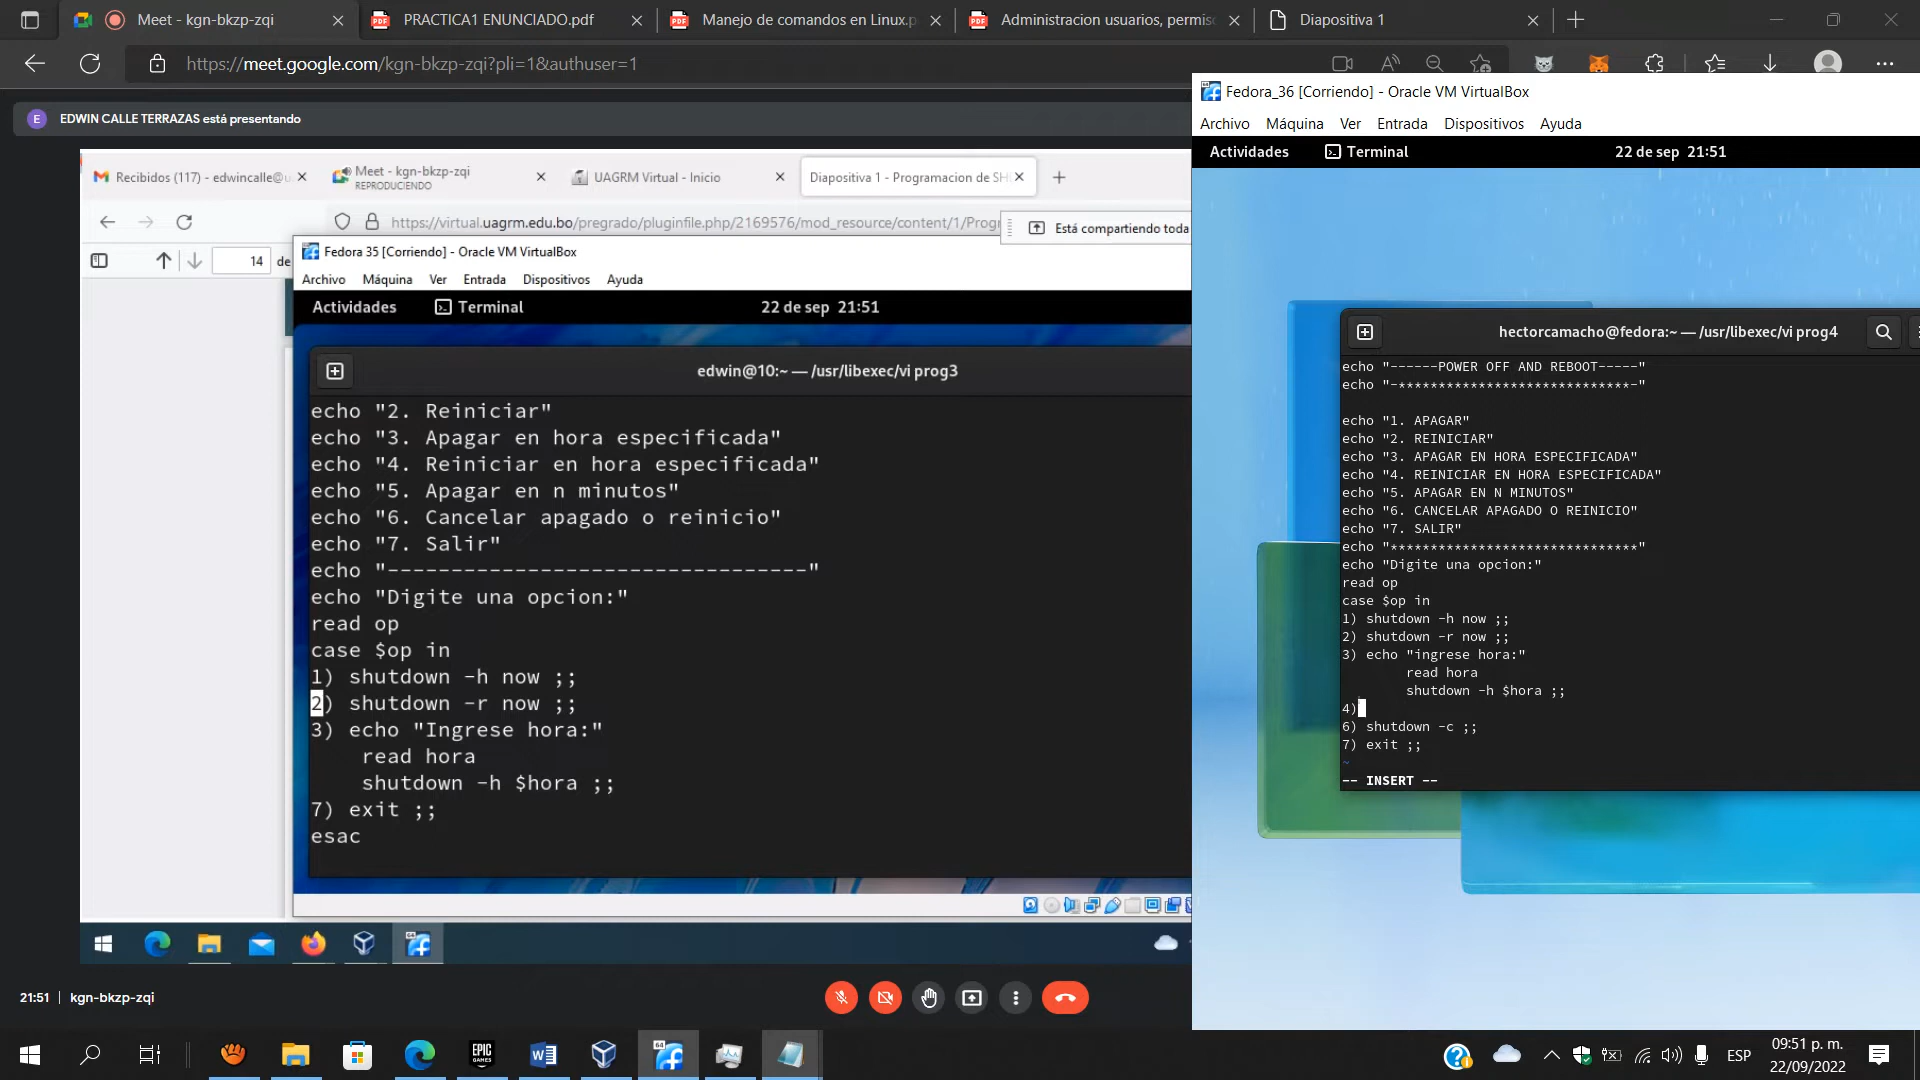 Meet - kgn-bkzp-zqi
PRACTICA1 ENUNCIADO.pdf
Manejo de comandos en Linux.p
Administracion usuarios, permiso
Diapositiva 1
https://meet.google.com/kgn-bkzp-zqi?pli=1&authuser=1
E
EDWIN CALLE TERRAZAS está presentando
Recibidos (117) - edwincalle@u
Meet - kgn-bkzp-zqi
REPRODUCIENDO
UAGRM Virtual - Inicio
Diapositiva 1 - Programacion de SH
https://virtual.uagrm.edu.bo/pregrado/pluginfile.php/2169576/mod_resource/content/1/Progr
Está compartiendo toda
14 de
Fedora 35 [Corriendo] - Oracle VM VirtualBox
Archivo Máquina Ver Entrada Dispositivos Ayuda
Actividades Terminal 22 de sep 21:51
edwin@10:~ — /usr/libexec/vi prog3
echo "2. Reiniciar"
echo "3. Apagar en hora especificada"
echo "4. Reiniciar en hora especificada"
echo "5. Apagar en n minutos"
echo "6. Cancelar apagado o reinicio"
echo "7. Salir"
echo "---------------------------------"
echo "Digite una opcion:"
read op
case $op in
1) shutdown -h now ;;
2) shutdown -r now ;;
3) echo "Ingrese hora:"
read hora
shutdown -h $hora ;;
7) exit ;;
esac
21:51 | kgn-bkzp-zqi
Fedora_36 [Corriendo] - Oracle VM VirtualBox
Archivo Máquina Ver Entrada Dispositivos Ayuda
Actividades Terminal 22 de sep 21:51
hectorcamacho@fedora:~ — /usr/libexec/vi prog4
echo "------POWER OFF AND REBOOT-----"
echo "-*****************************-"
echo "1. APAGAR"
echo "2. REINICIAR"
echo "3. APAGAR EN HORA ESPECIFICADA"
echo "4. REINICIAR EN HORA ESPECIFICADA"
echo "5. APAGAR EN N MINUTOS"
echo "6. CANCELAR APAGADO O REINICIO"
echo "7. SALIR"
echo "*******************************"
echo "Digite una opcion:"
read op
case $op in
1) shutdown -h now ;;
2) shutdown -r now ;;
3) echo "ingrese hora:"
read hora
shutdown -h $hora ;;
4)
6) shutdown -c ;;
7) exit ;;
~
-- INSERT --
EPIC GAMES
ESP
09:51 p. m.
22/09/2022